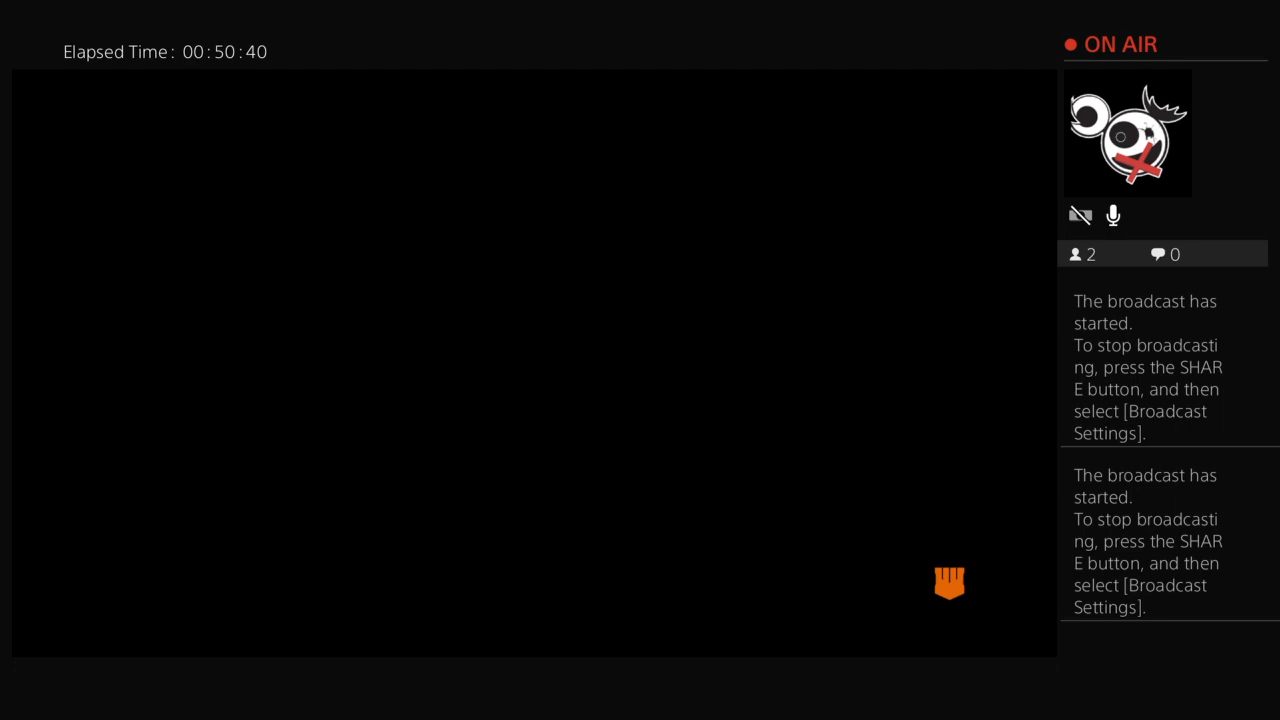 Elapsed Time: 00:50:40
ON AIR
2 0
The broadcast has
started.
To stop broadcasti
ng, press the SHAR
E button, and then
select [Broadcast
Settings].
The broadcast has
started.
To stop broadcasti
ng, press the SHAR
E button, and then
select [Broadcast
Settings].